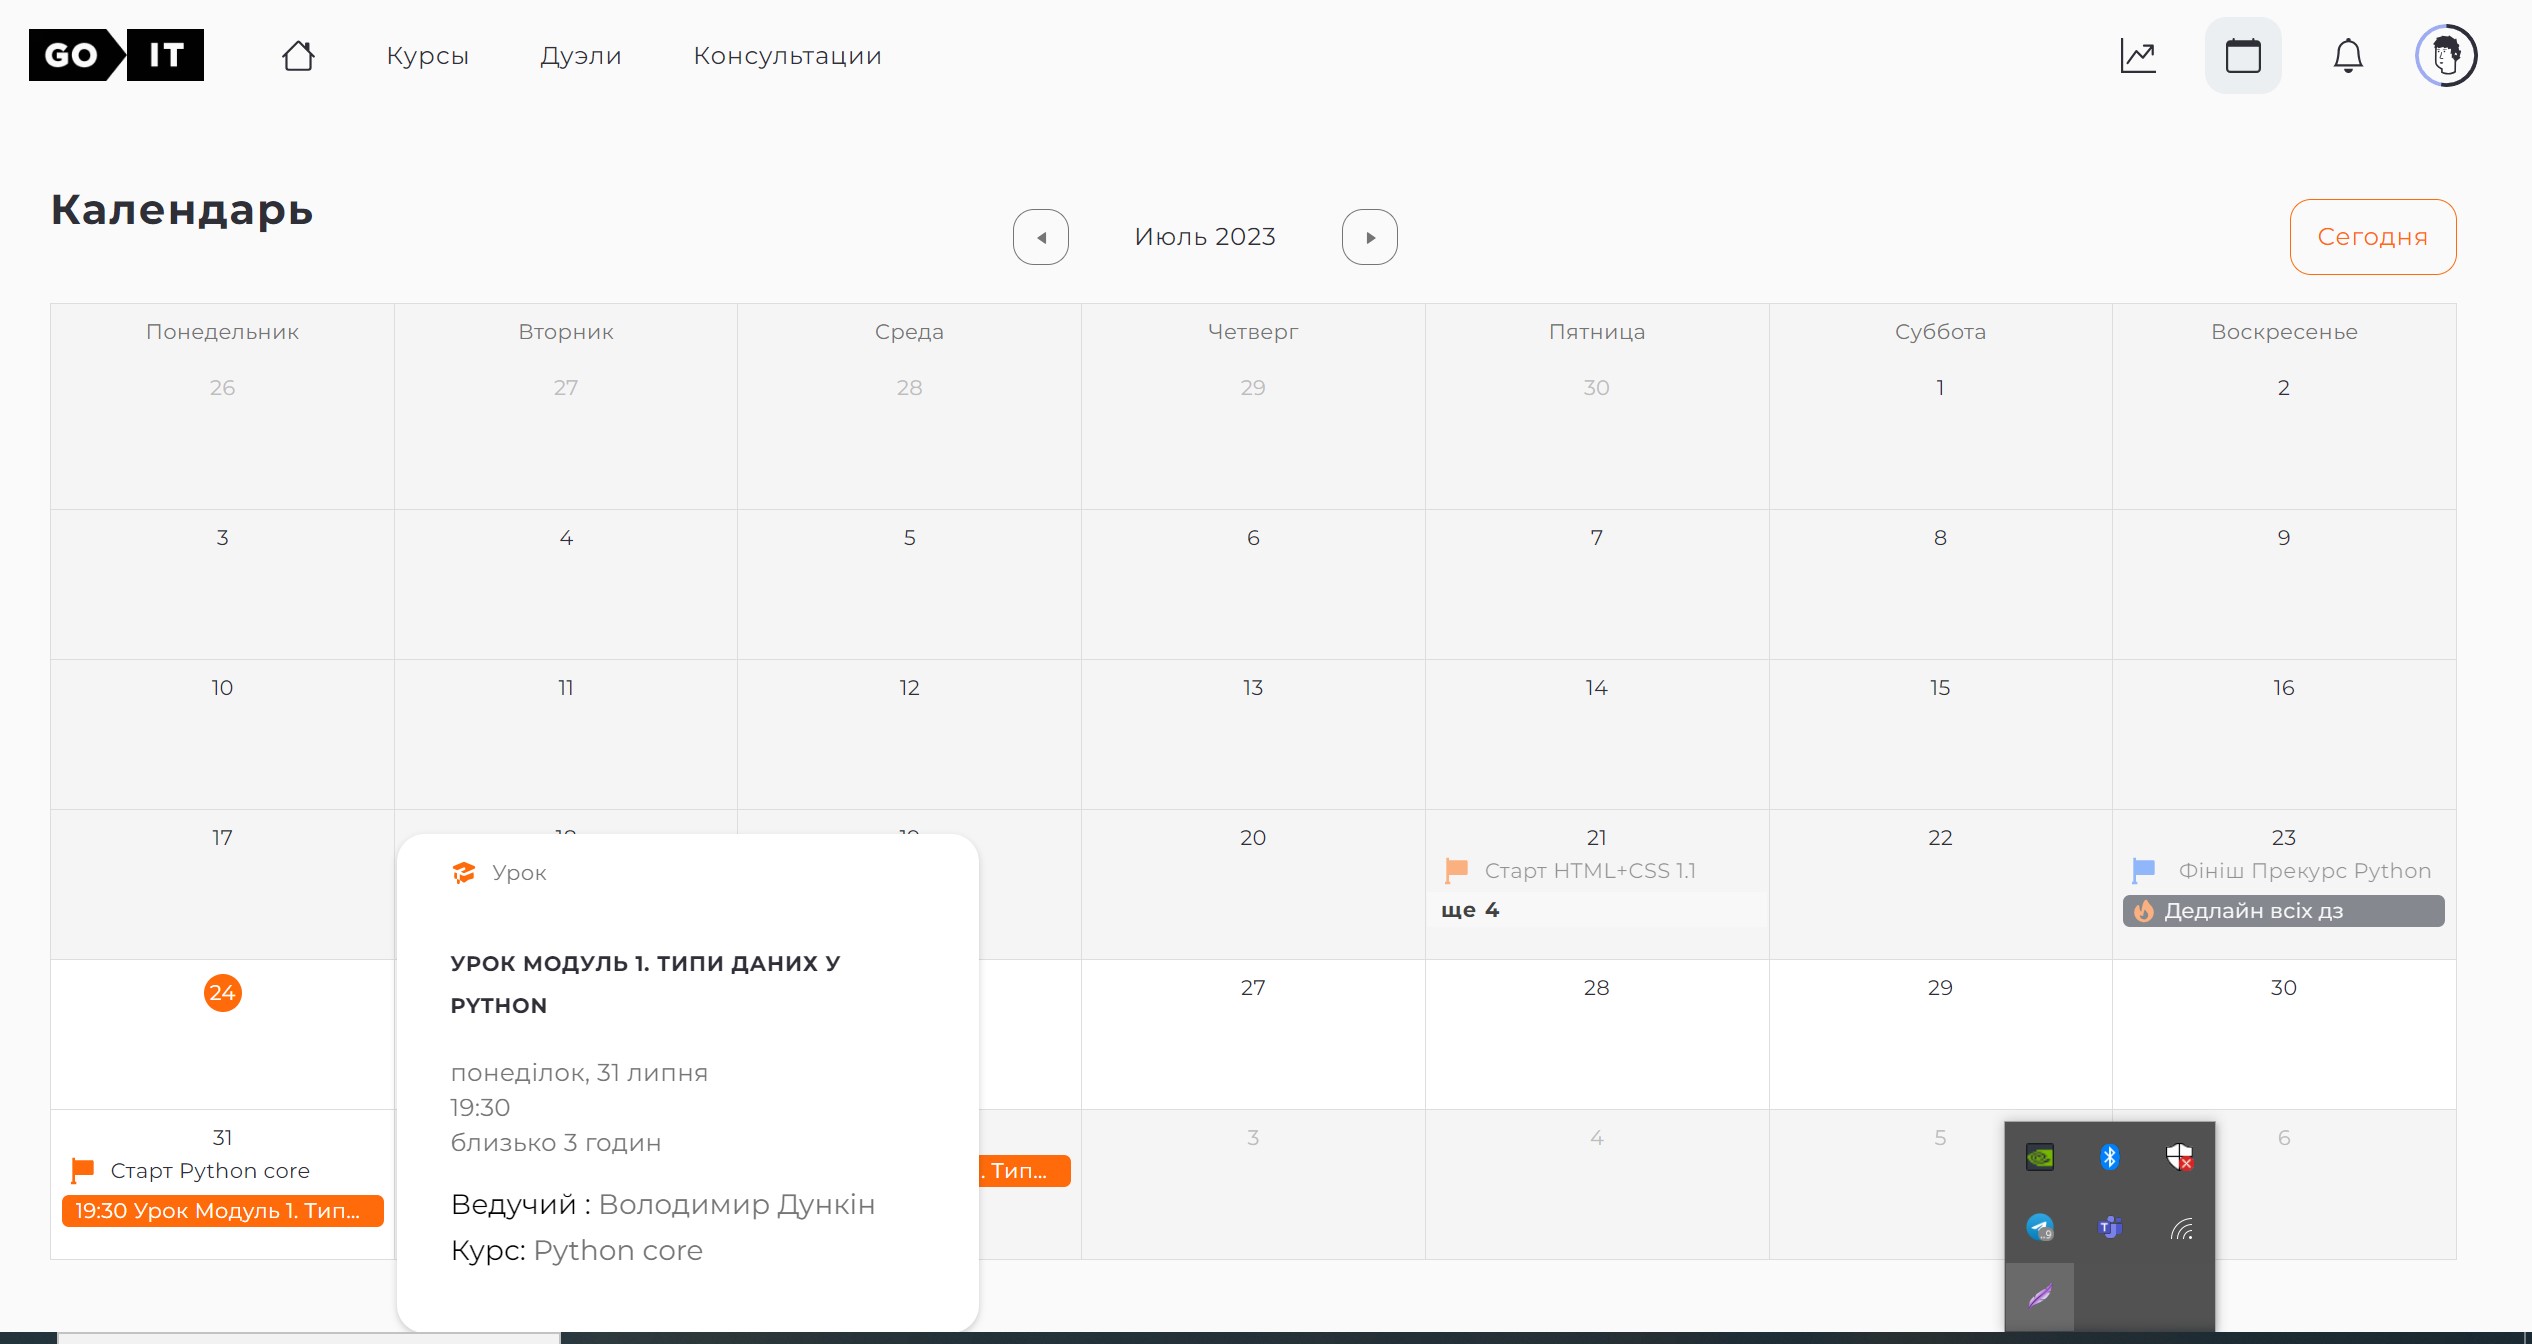 GO IT
Курсы
Дуэли
Консультации
Календарь
Июль 2023
Сегодня
Понедельник
Вторник
Среда
Четверг
Пятница
Суббота
Воскресенье
26
27
28
29
30
1
2
3
4
5
6
7
8
9
10
11
12
13
14
15
16
17
20
21
Старт HTML+CSS 1.1
ще 4
22
23
Фініш Прекурс Python
Дедлайн всіх дз
24
27
28
29
30
31
Старт Python core
19:30 Урок Модуль 1. Тип...
. Тип...
3
4
5
6
Урок
УРОК МОДУЛЬ 1. ТИПИ ДАНИХ У
PYTHON
понеділок, 31 липня
19:30
близько 3 годин
Ведучий : Володимир Дункін
Курс: Python core